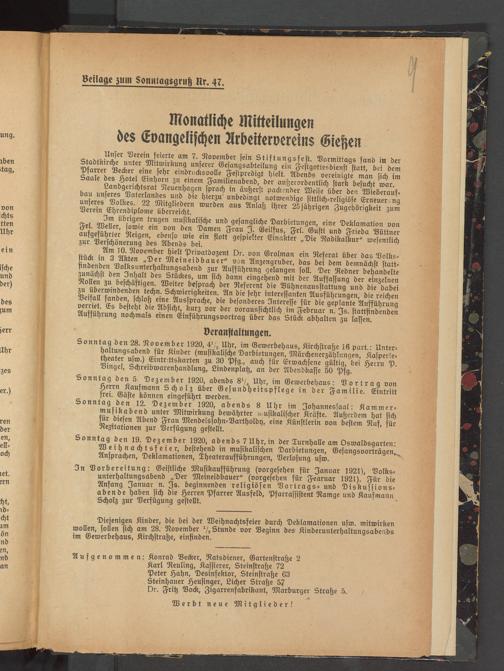 Beilage zum Sonntagsgruß Nr. 47.
Monatliche Mitteilungen
des Evangelischen Arbeitervereins Gießen
Unser Verein feierte am 7. November sein Stiftungsfest. Vormittags fand in der
Stadtkirche unter Mitwirkung unserer Gesangsabteilung ein Festgottesdienst statt, bei dem
Pfarrer Becker eine sehr eindrucksvolle Festpredigt hielt. Abends vereinigte man sich im
Saale des Hotel Einhorn zu einem Familienabend, der außerordentlich stark besucht war.
Landgerichtsrat Neuenhagen sprach in äußerst packender Weise über den Wiederauf-
bau unseres Vaterlandes und die hierzu unbedingt notwendige sittlich-religiöse Erneuerung
unseres Volkes. 22 Mitgliedern wurden aus Anlaß ihrer 25jährigen Zugehörigkeit zum
Verein Ehrendiplome überreicht.
Im übrigen trugen musikalische und gesangliche Darbietungen, eine Deklamation von
Frl. Weller, sowie ein von den Damen Frau J. Geilfus, Frl. Gusti und Frieda Büttner
aufgeführter Reigen, ebenso wie ein flott gespielter Einakter „Die Radikalkur“ wesentlich
zur Verschönerung des Abends bei.
Am 10. November hielt Privatdozent Dr. von Grolman ein Referat über das Volks-
stück in 3 Akten „Der Meineidbauer“ von Anzengruber, das bei dem demnächst statt-
findenden Volksunterhaltungsabend zur Aufführung gelangen soll. Der Redner behandelte
zunächst den Inhalt des Stückes, um sich dann eingehend mit der Auffassung der einzelnen
Rollen zu beschäftigen. Weiter besprach der Referent die Bühnenausstattung und die dabei
zu überwindenden techn. Schwierigkeiten. An die sehr interessanten Ausführungen, die reichen
Beifall fanden, schloß eine Aussprache, die besonderes Interesse für die geplante Aufführung
verriet. Es besteht die Absicht, kurz vor der voraussichtlich im Februar n. Js. stattfindenden
Aufführung nochmals einen Einführungsvortrag über das Stück abhalten zu lassen.
Veranstaltungen.
Sonntag den 28. November 1920, 4½ Uhr, im Gewerbehaus, Kirchstraße 16 part.: Unter-
haltungsabend für Kinder (musikalische Darbietungen, Märchenerzählungen, Kasperle-
theater usw.) Eintrittskarten zu 30 Pfg., auch für Erwachsene gültig, bei Herrn P.
Bingel, Schreibwarenhandlung, Lindenplatz, an der Abendkasse 50 Pfg.
Sonntag den 5. Dezember 1920, abends 8½ Uhr, im Gewerbehaus: Vortrag von
Herrn Kaufmann Scholz über Gesundheitspflege in der Familie. Eintritt
frei. Gäste können eingeführt werden.
Sonntag den 12. Dezember 1920, abends 8 Uhr im Johannessaal: Kammer-
musikabend unter Mitwirkung bewährter musikalischer Kräfte. Außerdem hat sich
für diesen Abend Frau Mendelsohn-Bartholdy, eine Künstlerin von bestem Ruf, für
Rezitationen zur Verfügung gestellt.
Sonntag den 19. Dezember 1920, abends 7 Uhr, in der Turnhalle am Oswaldsgarten:
Weihnachtsfeier, bestehend in musikalischen Darbietungen, Gesangsvorträgen,
Ansprachen, Deklamationen, Theateraufführungen, Verlosung usw.
In Vorbereitung: Geistliche Musikaufführung (vorgesehen für Januar 1921), Volks-
unterhaltungsabend „Der Meineidbauer“ (vorgesehen für Februar 1921). Für die
Anfang Januar n. Js. beginnenden religiösen Vortrags- und Diskussions-
abende haben sich die Herren Pfarrer Ausfeld, Pfarrassistent Ramge und Kaufmann
Scholz zur Verfügung gestellt.
Diejenigen Kinder, die bei der Weihnachtsfeier durch Deklamationen usw. mitwirken
wollen, sollen sich am 28. November ½ Stunde vor Beginn des Kinderunterhaltungsabends
im Gewerbehaus, Kirchstraße, einfinden.
Aufgenommen: Konrad Becker, Ratsdiener, Gartenstraße 2
Karl Reuling, Kassierer, Steinstraße 72
Peter Hahn, Desinfektor, Steinstraße 63
Steinhauer Heusinger, Licher Straße 57
Dr. Fritz Bock, Zigarrenfabrikant, Marburger Straße 5.
Werbt neue Mitglieder!